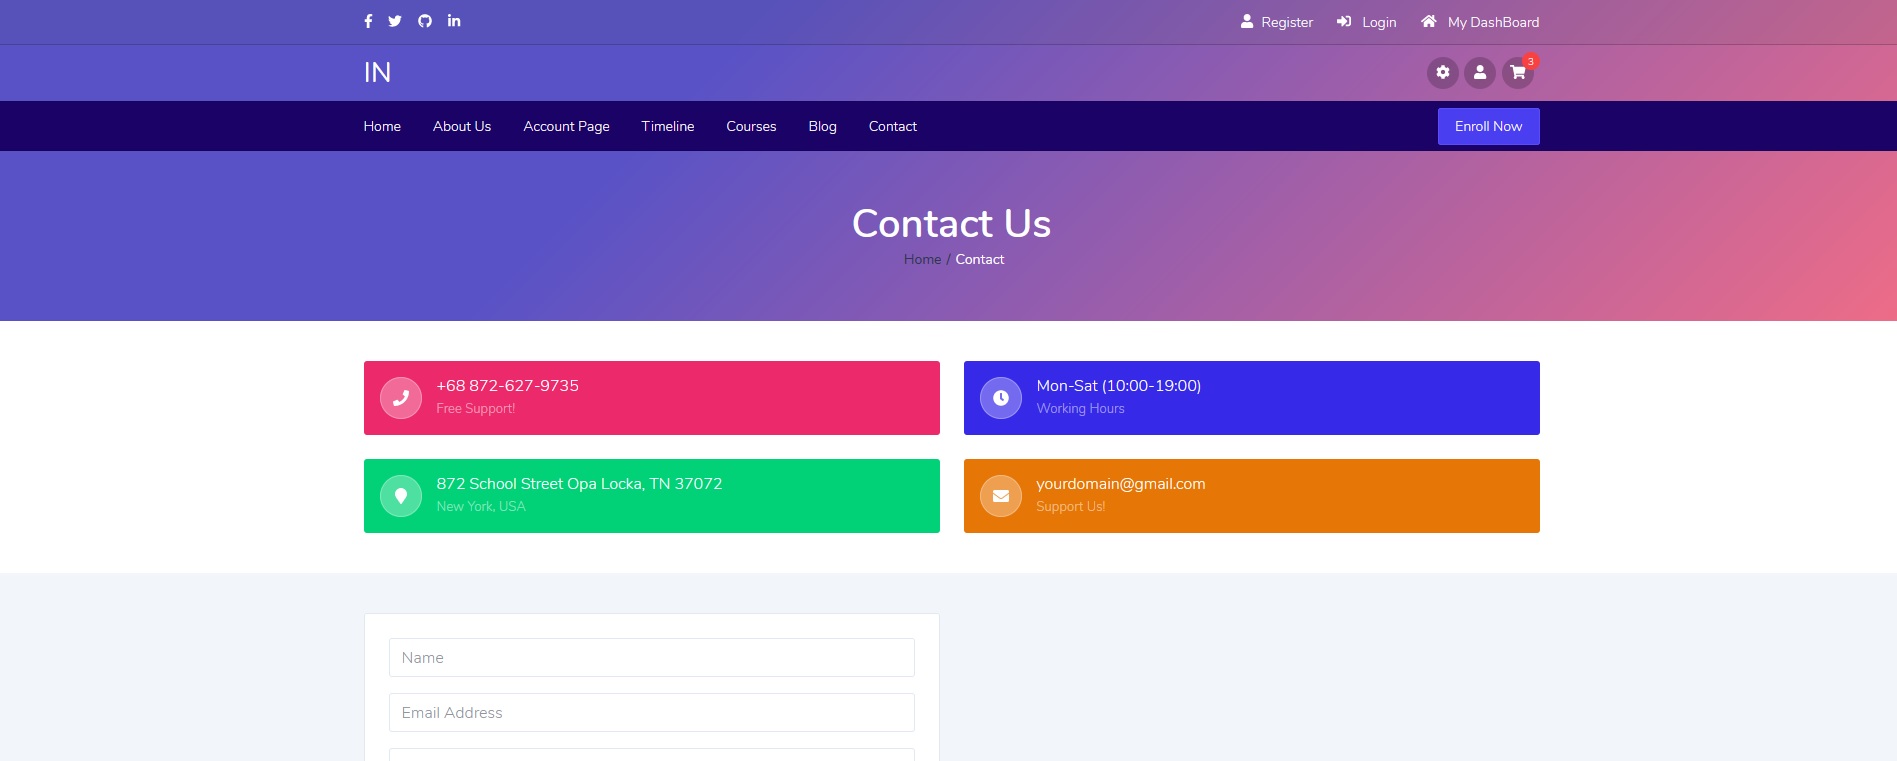 Register Login My DashBoard
IN
3
Home About Us Account Page Timeline Courses Blog Contact Enroll Now
Contact Us
Home / Contact
+68 872-627-9735
Free Support!
Mon-Sat (10:00-19:00)
Working Hours
872 School Street Opa Locka, TN 37072
New York, USA
yourdomain@gmail.com
Support Us!
Name
Email Address